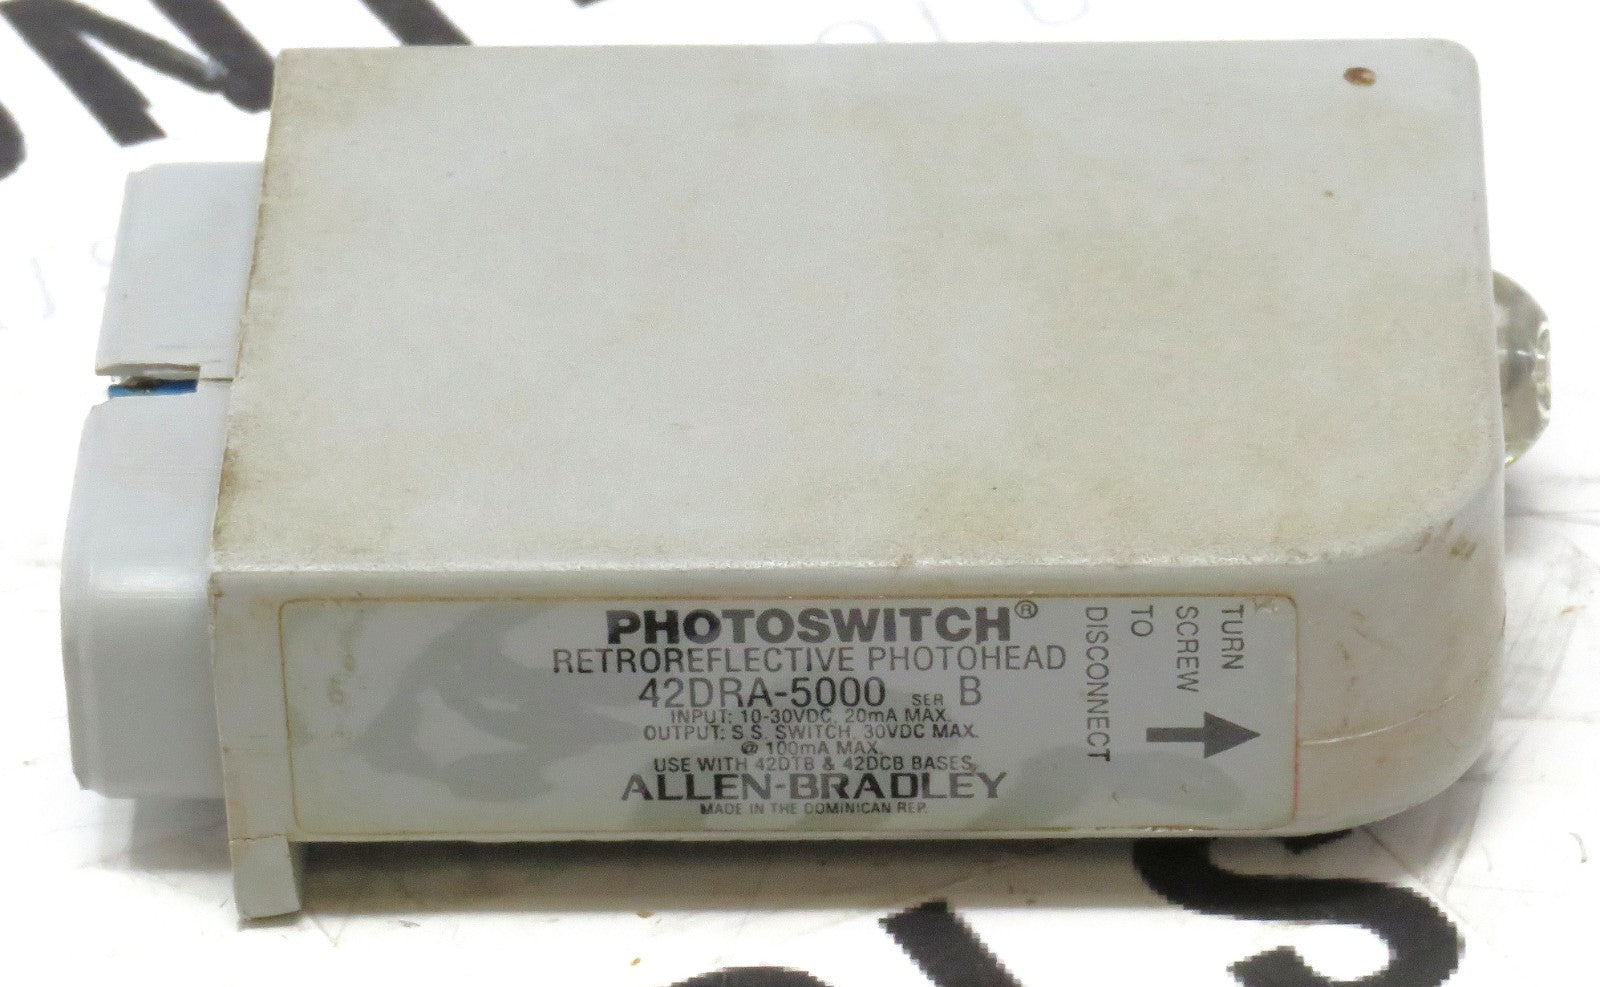 PHOTOSWITCH®
RETROREFLECTIVE PHOTOHEAD
42DRA-5000 SER B
INPUT: 10-30VDC, 20mA MAX.
OUTPUT: S.S. SWITCH, 30VDC MAX.
@ 100mA MAX.
USE WITH 42DTB & 42DCB BASES
ALLEN-BRADLEY
MADE IN THE DOMINICAN REP.
TURN
SCREW
TO
DISCONNECT